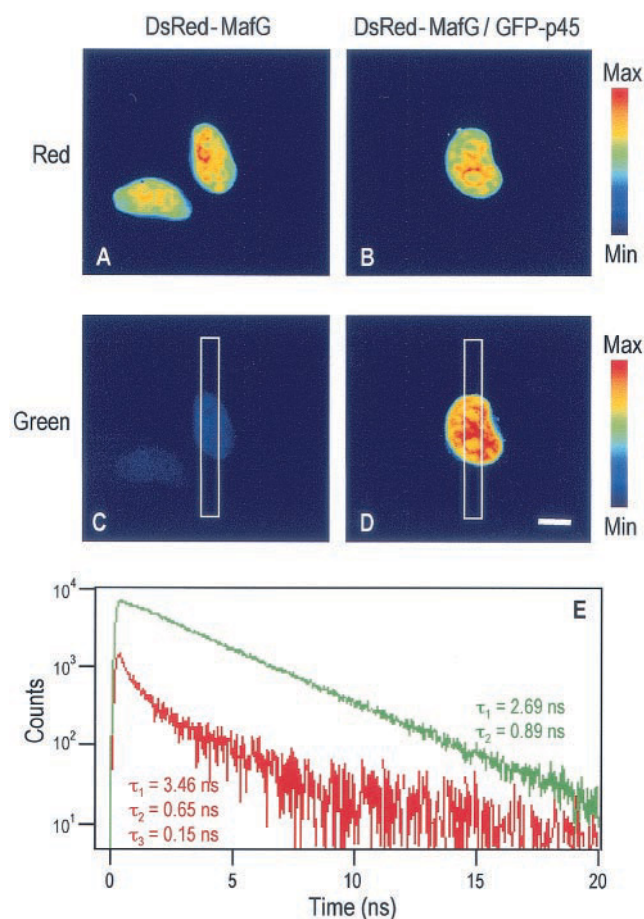 DsRed-MafG
DsRed-MafG / GFP-p45
Red
A
B
Max
Min
Green
C
D
Max
Min
E
10⁴
10³
10²
10¹
Counts
τ₁ = 2.69 ns
τ₂ = 0.89 ns
τ₁ = 3.46 ns
τ₂ = 0.65 ns
τ₃ = 0.15 ns
0
5
10
15
20
Time (ns)